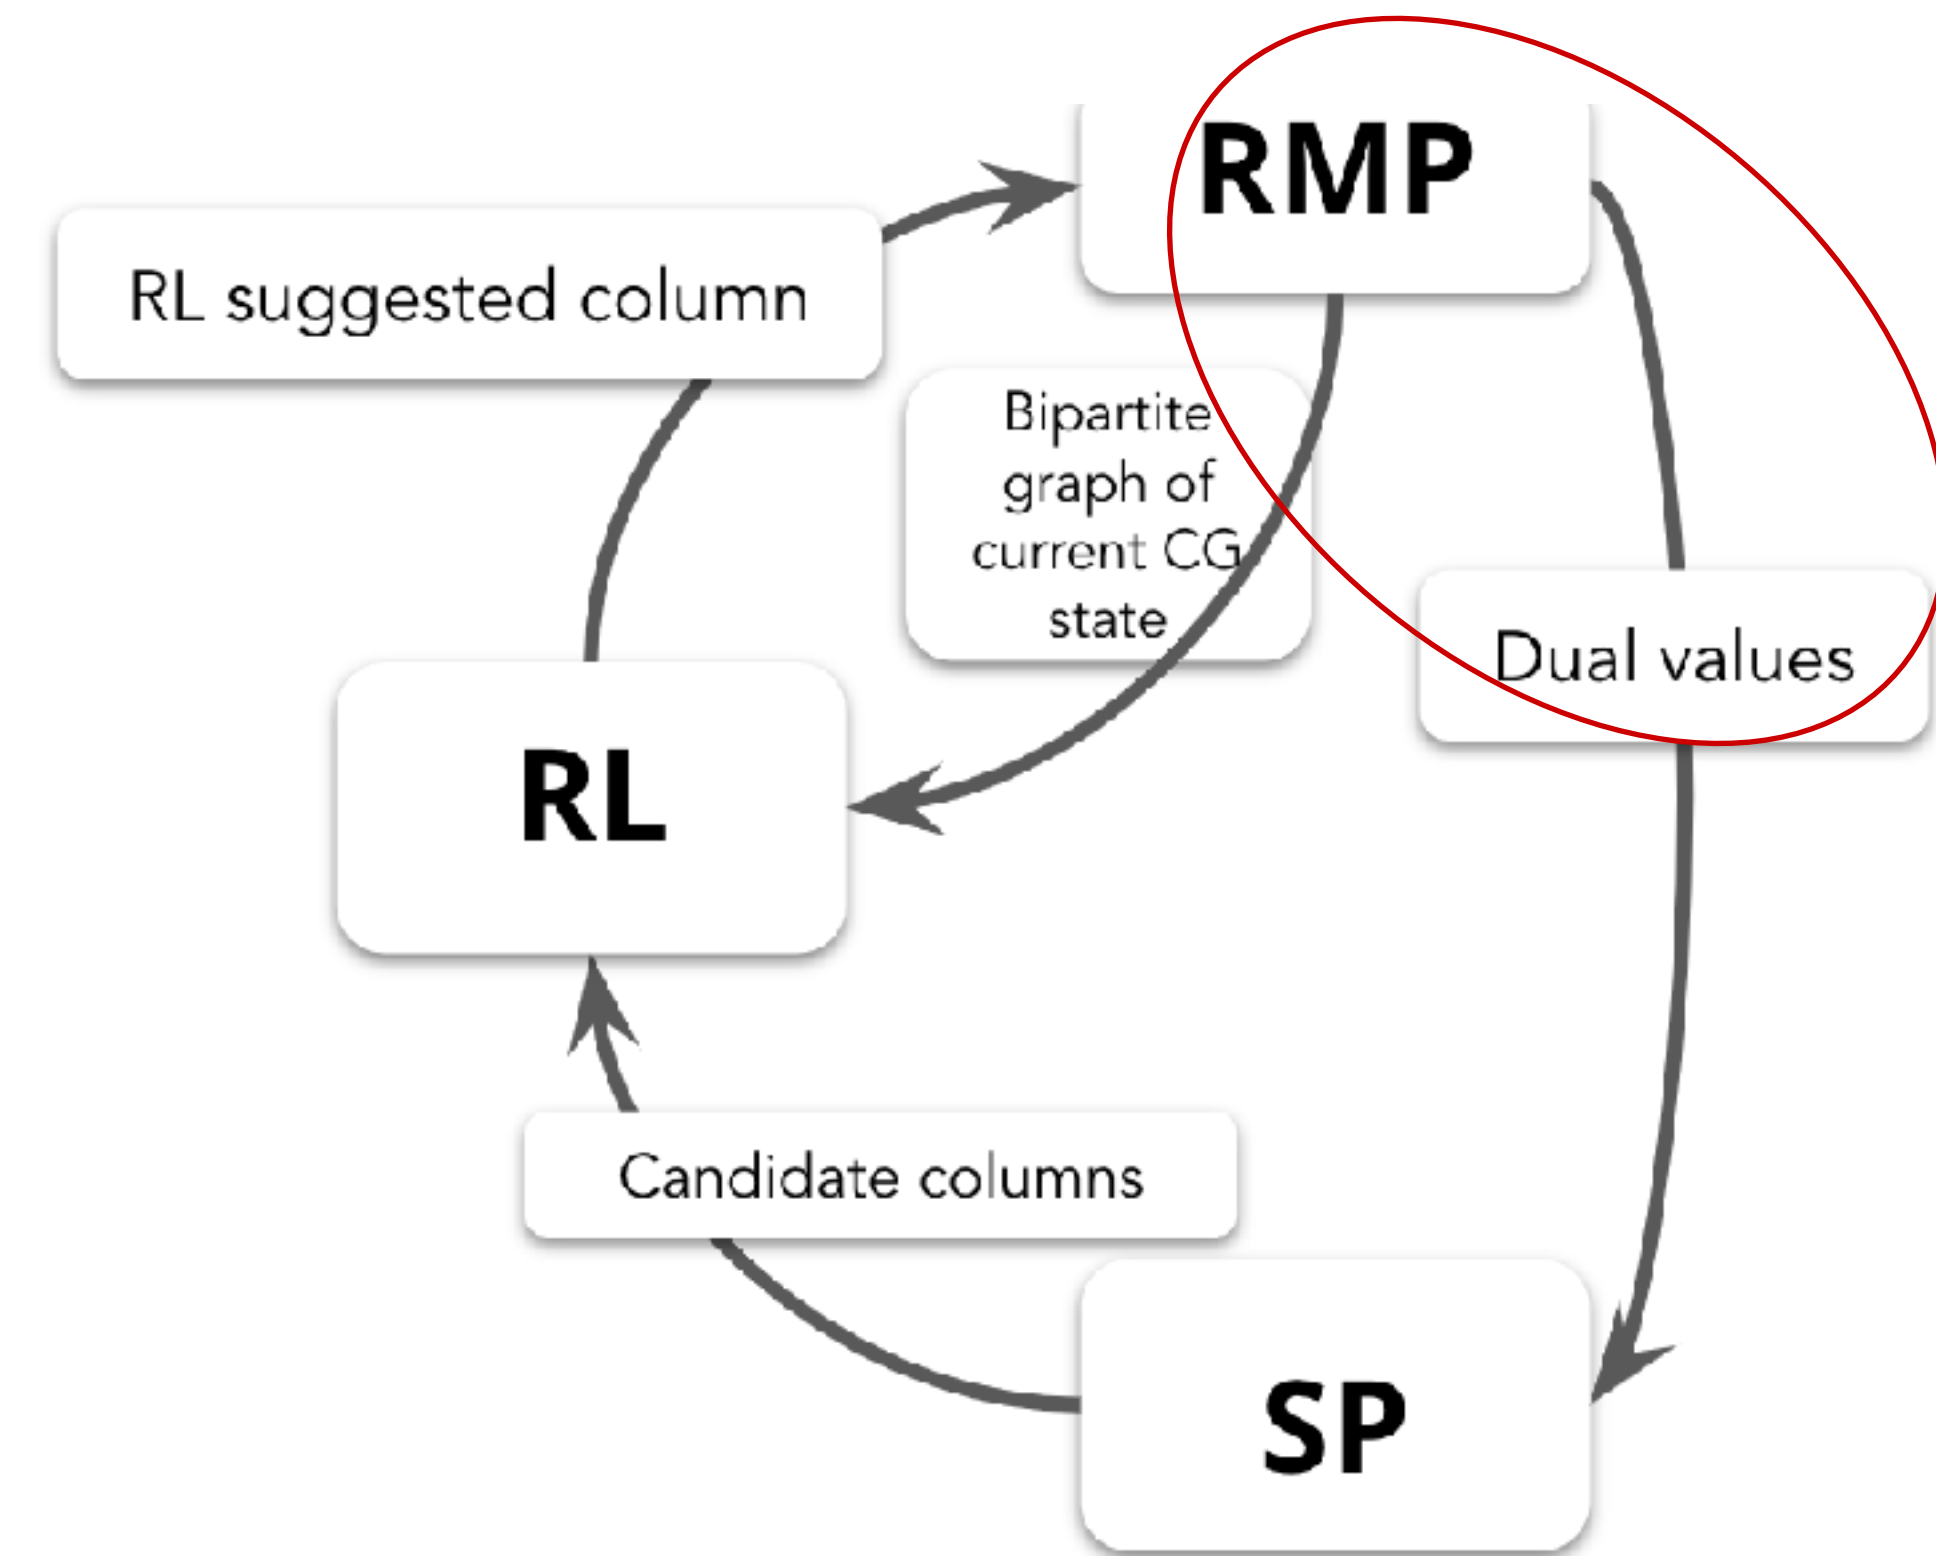 RMP
RL suggested column
Bipartite
graph of
current CG
state
Dual values
RL
Candidate columns
SP